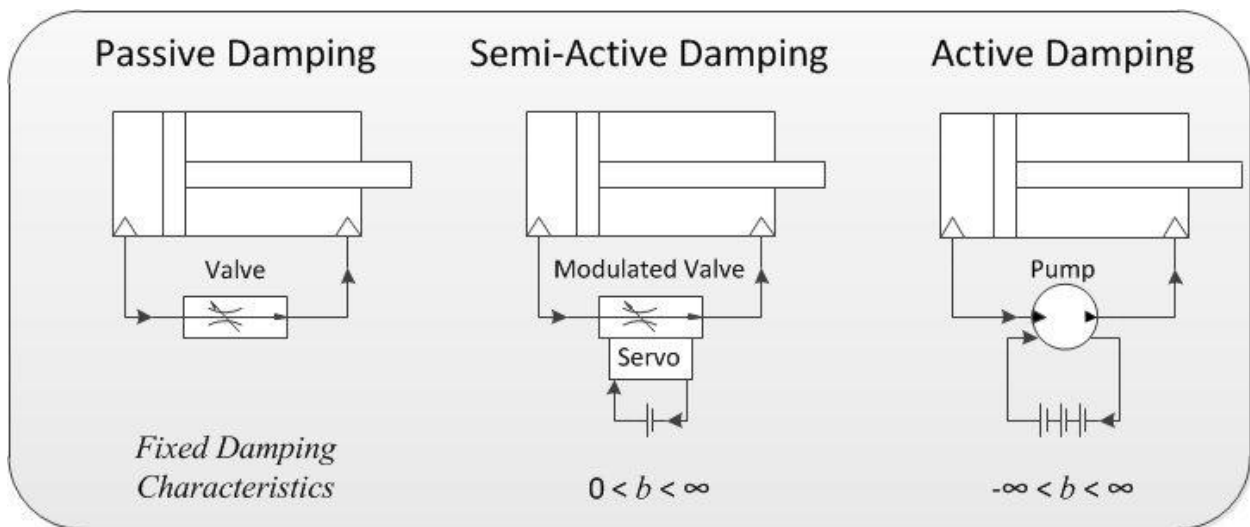 Passive Damping
Semi-Active Damping
Active Damping
Valve
Modulated Valve
Pump
Servo
Fixed Damping
Characteristics
0 < b < ∞
-∞ < b < ∞